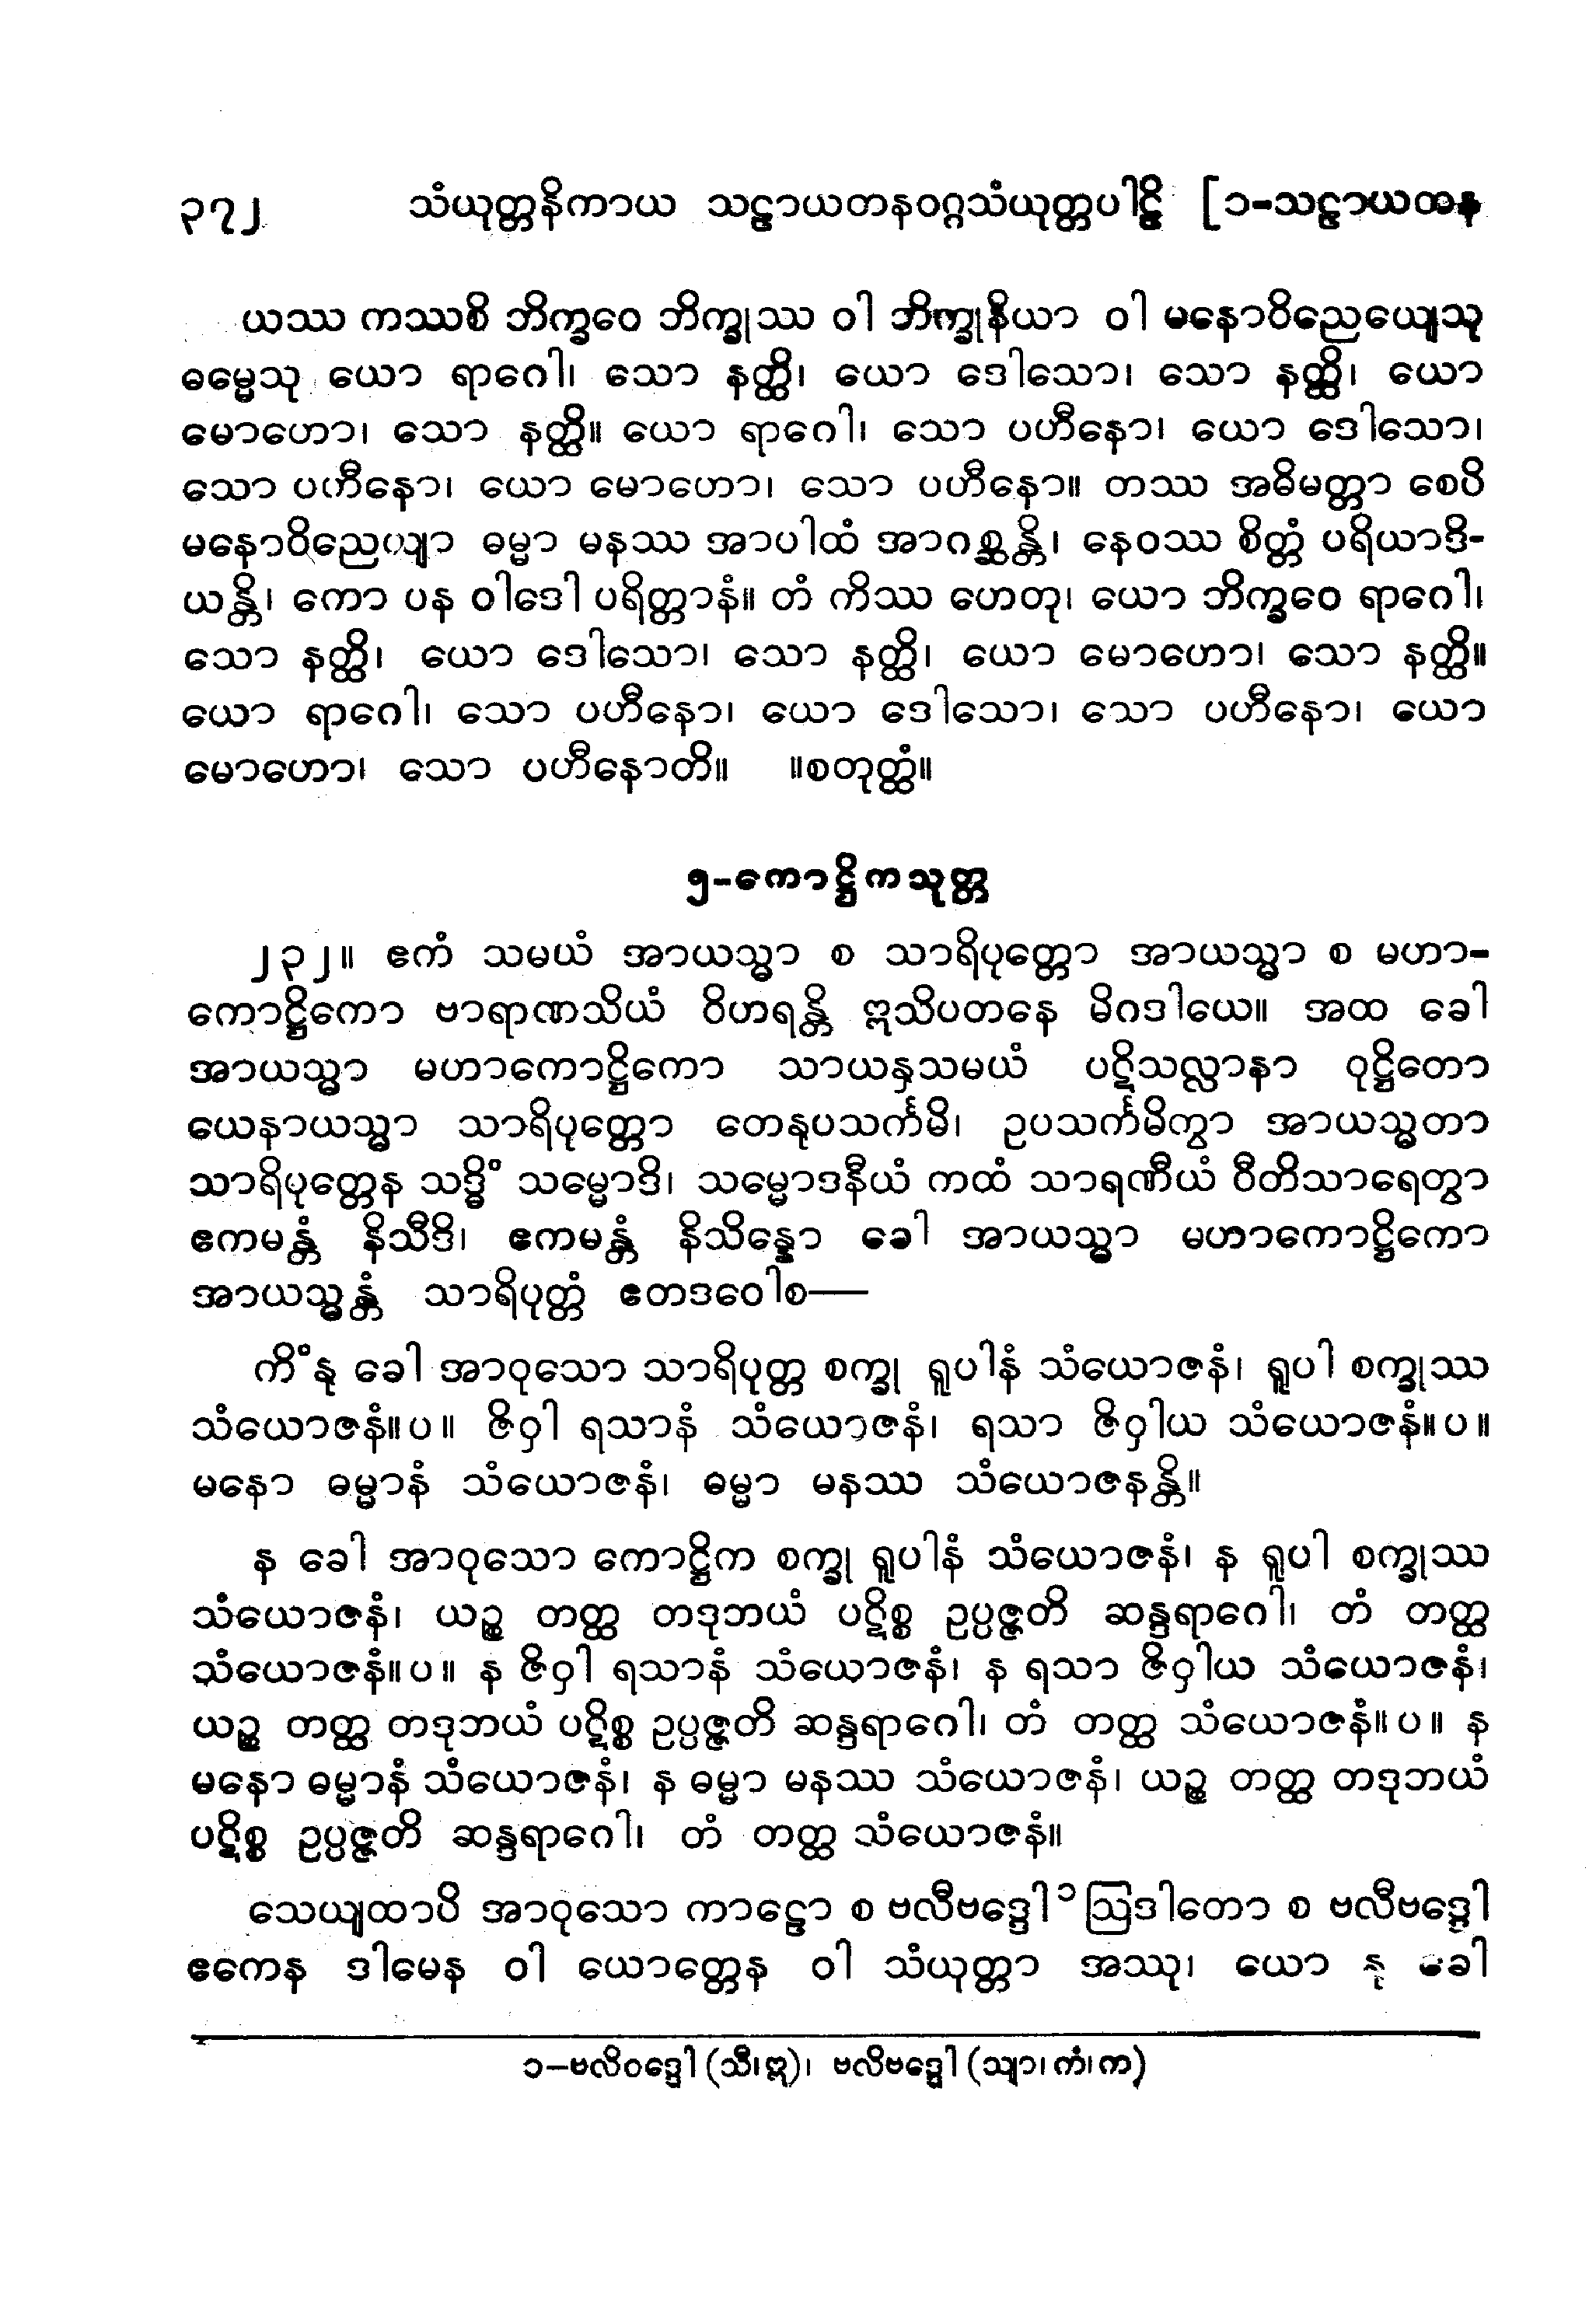 ၃၇၂ သံယုတ္တနိကာယ သဠာယတနဝဂ္ဂသံယုတ္တပါဠိ [၁-သဠာယတန
ယဿ ကဿစိ ဘိက္ခဝေ ဘိက္ခုဿ ဝါ ဘိက္ခုနိယာ ဝါ မနောဝိညေယျေသု
ဓမ္မေသု ယော ရာဂေါ၊ သော နတ္ထိ၊ ယော ဒေါသော၊ သော နတ္ထိ၊ ယော
မောဟော၊ သော နတ္ထိ။ ယော ရာဂေါ၊ သော ပဟီနော၊ ယော ဒေါသော၊
သော ပဟီနော၊ ယော မောဟော၊ သော ပဟီနော။ တဿ အဓိမတ္တာ စေပိ
မနောဝိညေယျာ ဓမ္မာ မနဿ အာပါထံ အာဂစ္ဆန္တိ၊ နေဝဿ စိတ္တံ ပရိယာဒိ-
ယန္တိ၊ ကော ပန ဝါဒေါ ပရိတ္တာနံ။ တံ ကိဿ ဟေတု၊ ယော ဘိက္ခဝေ ရာဂေါ၊
သော နတ္ထိ၊ ယော ဒေါသော၊ သော နတ္ထိ၊ ယော မောဟော၊ သော နတ္ထိ။
ယော ရာဂေါ၊ သော ပဟီနော၊ ယော ဒေါသော၊ သော ပဟီနော၊ ယော
မောဟော၊ သော ပဟီနောတိ။ ။စတုတ္ထံ။
၅-ကောဋ္ဌိကသုတ္တ
၂၃၂။ ဧကံ သမယံ အာယသ္မာ စ သာရိပုတ္တော အာယသ္မာ စ မဟာ-
ကောဋ္ဌိကော ဗာရာဏသိယံ ဝိဟရန္တိ ဣသိပတနေ မိဂဒါယေ။ အထ ခေါ
အာယသ္မာ မဟာကောဋ္ဌိကော သာယနှသမယံ ပဋိသလ္လာနာ ဝုဋ္ဌိတော
ယေနာယသ္မာ သာရိပုတ္တော တေနုပသင်္ကမိ၊ ဥပသင်္ကမိတွာ အာယသ္မတာ
သာရိပုတ္တေန သဒ္ဓိံ သမ္မောဒိ၊ သမ္မောဒနီယံ ကထံ သာရဏီယံ ဝီတိသာရေတွာ
ဧကမန္တံ နိသီဒိ၊ ဧကမန္တံ နိသိန္နော ခေါ အာယသ္မာ မဟာကောဋ္ဌိကော
အာယသ္မန္တံ သာရိပုတ္တံ ဧတဒဝေါစ—
ကိံ နု ခေါ အာဝုသော သာရိပုတ္တ စက္ခု ရူပါနံ သံယောဇနံ၊ ရူပါ စက္ခုဿ
သံယောဇနံ။ပ။ ဇိဝှါ ရသာနံ သံယောဇနံ၊ ရသာ ဇိဝှါယ သံယောဇနံ။ပ။
မနော ဓမ္မာနံ သံယောဇနံ၊ ဓမ္မာ မနဿ သံယောဇနန္တိ။
န ခေါ အာဝုသော ကောဋ္ဌိက စက္ခု ရူပါနံ သံယောဇနံ၊ န ရူပါ စက္ခုဿ
သံယောဇနံ၊ ယဉ္စ တတ္ထ တဒုဘယံ ပဋိစ္စ ဥပ္ပဇ္ဇတိ ဆန္ဒရာဂေါ၊ တံ တတ္ထ
သံယောဇနံ။ပ။ န ဇိဝှါ ရသာနံ သံယောဇနံ၊ န ရသာ ဇိဝှါယ သံယောဇနံ၊
ယဉ္စ တတ္ထ တဒုဘယံ ပဋိစ္စ ဥပ္ပဇ္ဇတိ ဆန္ဒရာဂေါ၊ တံ တတ္ထ သံယောဇနံ။ပ။ န
မနော ဓမ္မာနံ သံယောဇနံ၊ န ဓမ္မာ မနဿ သံယောဇနံ၊ ယဉ္စ တတ္ထ တဒုဘယံ
ပဋိစ္စ ဥပ္ပဇ္ဇတိ ဆန္ဒရာဂေါ၊ တံ တတ္ထ သံယောဇနံ။
သေယျထာပိ အာဝုသော ကာဠော စ ဗလီဗဒ္ဒေါ၁ ဩဒါတော စ ဗလီဗဒ္ဒေါ
ဧကေန ဒါမေန ဝါ ယောတ္တေန ဝါ သံယုတ္တာ အဿု၊ ယော နု ခေါ
၁-ဗလိဝဒ္ဒေါ (သီ၊ဣ)၊ ဗလိဗဒ္ဒေါ (သျာ၊ကံ၊က)